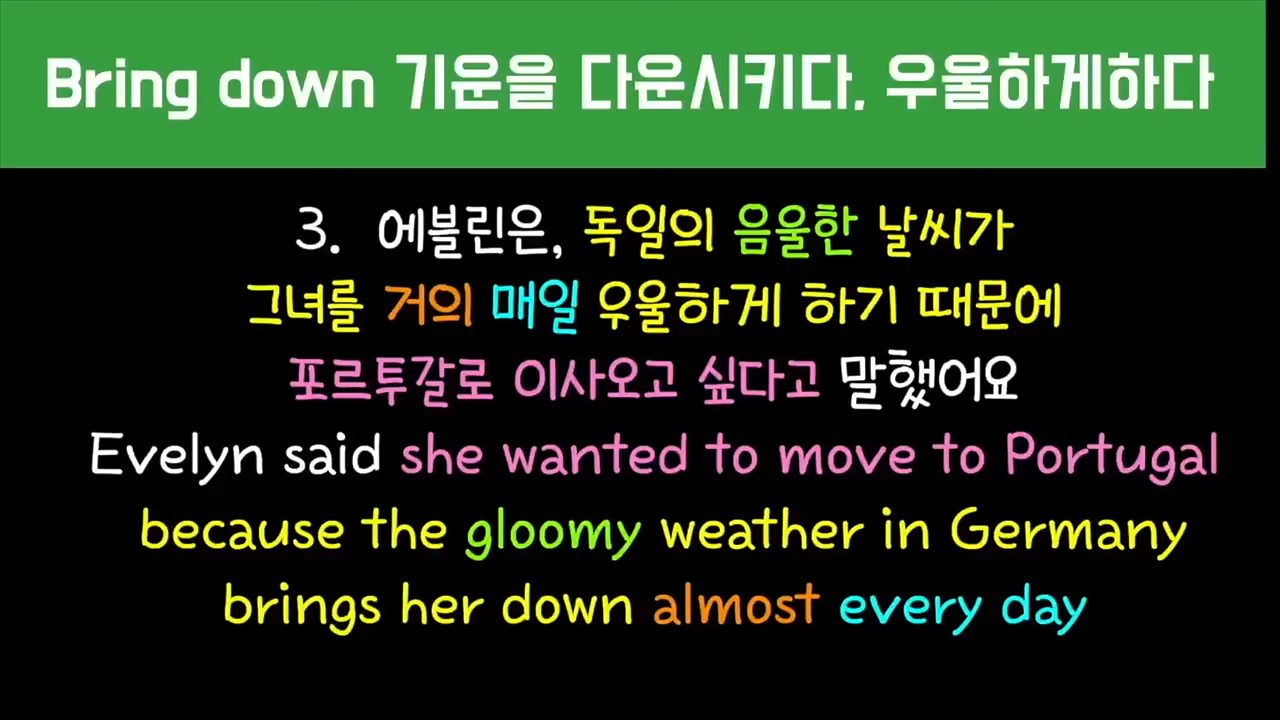 Bring down 기운을 다운시키다, 우울하게하다
3. 에블린은, 독일의 음울한 날씨가
그녀를 거의 매일 우울하게 하기 때문에
포르투갈로 이사오고 싶다고 말했어요
Evelyn said she wanted to move to Portugal
because the gloomy weather in Germany
brings her down almost every day